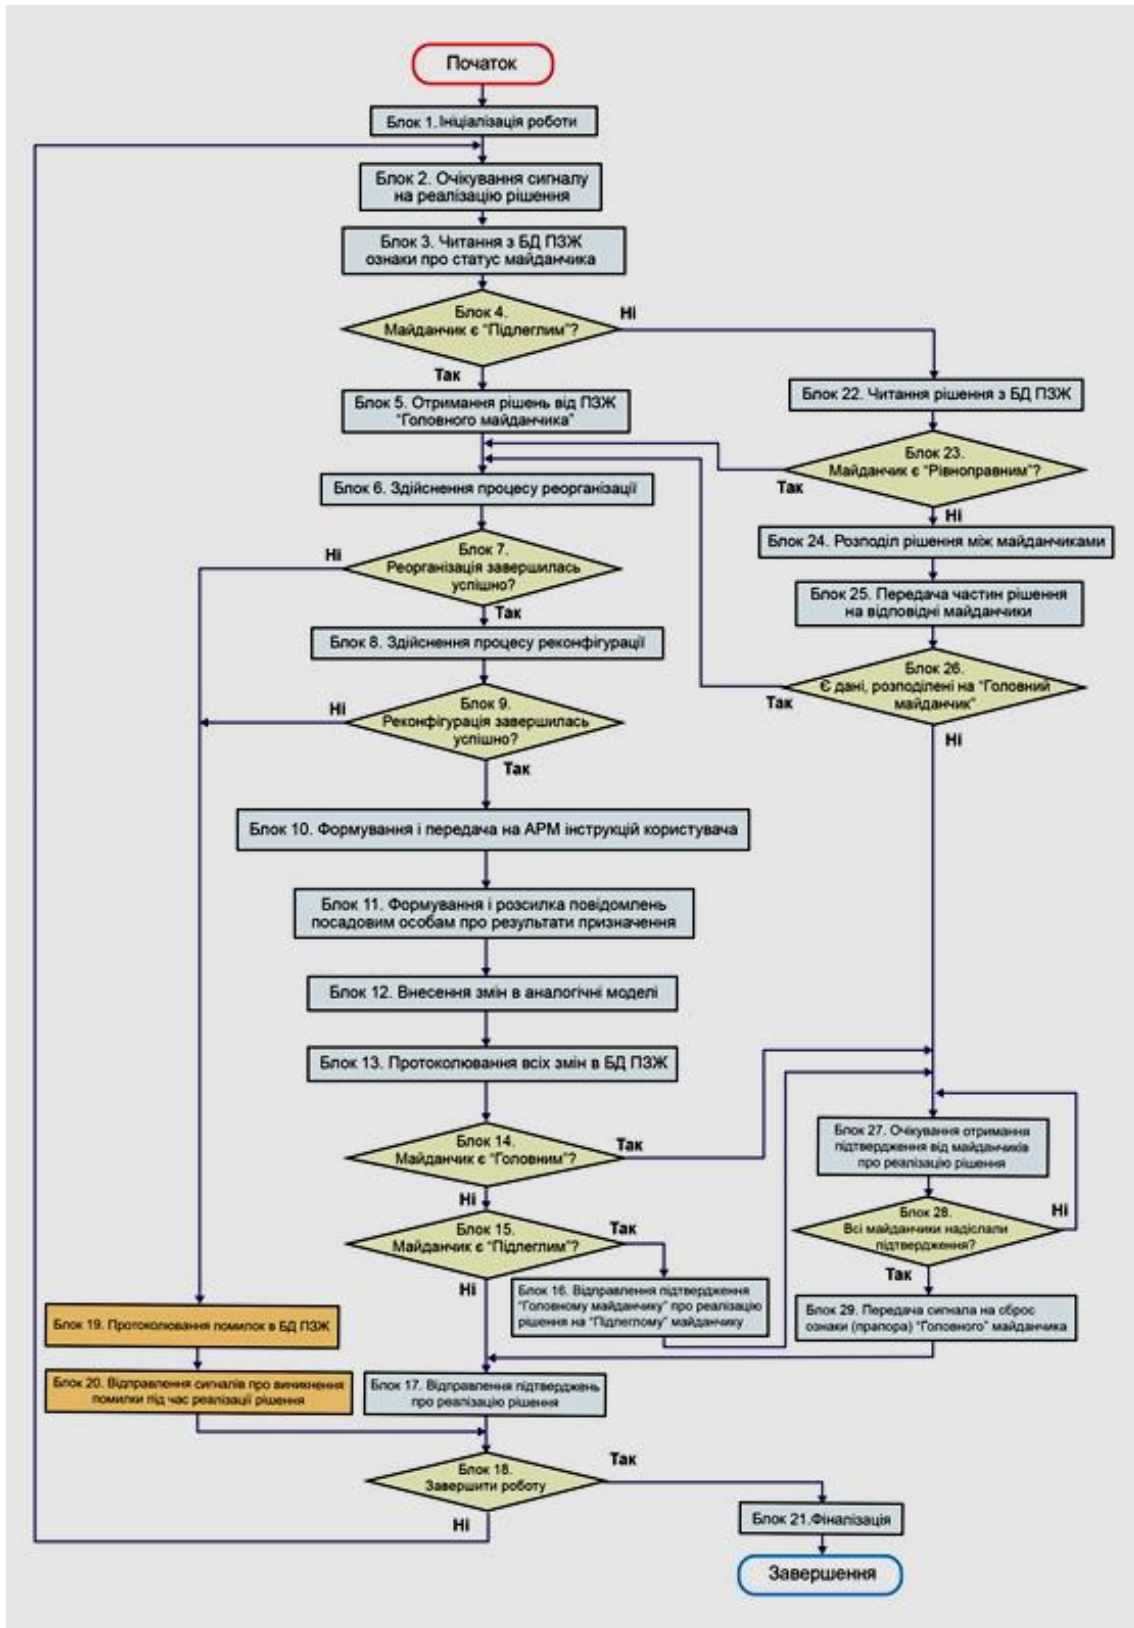 Початок
Блок 1. Ініціалізація роботи
Блок 2. Очікування сигналу
на реалізацію рішення
Блок 3. Читання з БД ПЗЖ
ознаки про статус майданчика
Блок 4.
Майданчик є “Підлеглим”?
Ні
Так
Блок 5. Отримання рішень від ПЗЖ
“Головного майданчика”
Блок 22. Читання рішення з БД ПЗЖ
Блок 23.
Майданчик є “Рівноправним”?
Так
Ні
Блок 6. Здійснення процесу реорганізації
Блок 24. Розподіл рішення між майданчиками
Блок 7.
Реорганізація завершилась
успішно?
Ні
Так
Блок 25. Передача частин рішення
на відповідні майданчики
Блок 8. Здійснення процесу реконфігурації
Блок 26.
Є дані, розподілені на “Головний
майданчик”
Так
Ні
Блок 9.
Реконфігурація завершилась
успішно?
Ні
Так
Блок 10. Формування і передача на АРМ інструкцій користувача
Блок 11. Формування і розсилка повідомлень
посадовим особам про результати призначення
Блок 12. Внесення змін в аналогічні моделі
Блок 13. Протоколювання всіх змін в БД ПЗЖ
Блок 14.
Майданчик є “Головним”?
Так
Ні
Блок 27. Очікування отримання
підтвердження від майданчиків
про реалізацію рішення
Блок 28.
Всі майданчики надіслали
підтвердження?
Ні
Так
Блок 15.
Майданчик є “Підлеглим”?
Так
Ні
Блок 16. Відправлення підтвердження
“Головному майданчику” про реалізацію
рішення на “Підлеглому” майданчику
Блок 29. Передача сигнала на сброс
ознаки (прапора) “Головного” майданчика
Блок 19. Протоколювання помилок в БД ПЗЖ
Блок 20. Відправлення сигналів про виникнення
помилки під час реалізації рішення
Блок 17. Відправлення підтверджень
про реалізацію рішення
Блок 18.
Завершити роботу
Так
Ні
Блок 21.Фіналізація
Завершення